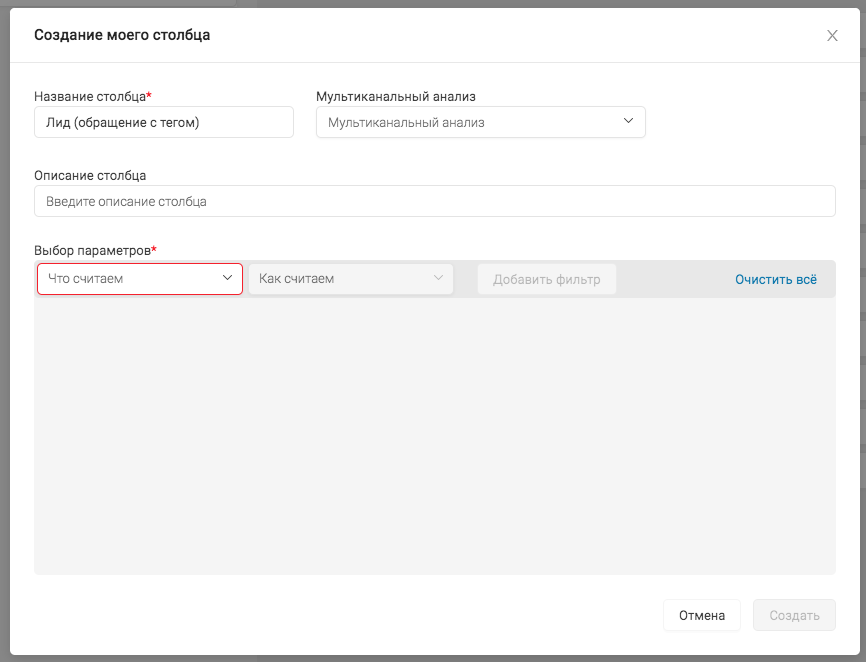 Создание моего столбца
Название столбца*
Мультиканальный анализ
Лид (обращение с тегом)
Мультиканальный анализ
Описание столбца
Введите описание столбца
Выбор параметров*
Что считаем
Как считаем
Добавить фильтр
Очистить всё
Отмена
Создать